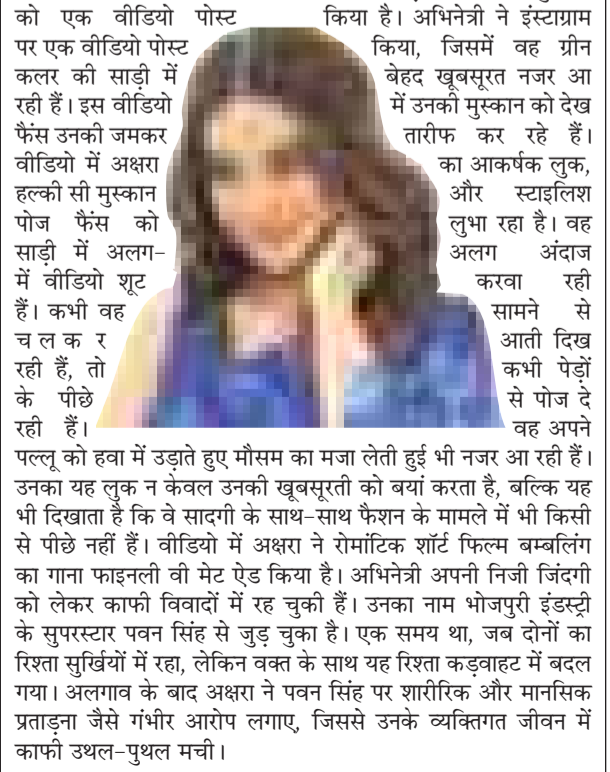 को एक वीडियो पोस्ट किया है। अभिनेत्री ने इंस्टाग्राम
पर एक वीडियो पोस्ट किया, जिसमें वह ग्रीन
कलर की साड़ी में बेहद खूबसूरत नजर आ
रही हैं। इस वीडियो में उनकी मुस्कान को देख
फैंस उनकी जमकर तारीफ कर रहे हैं।
वीडियो में अक्षरा का आकर्षक लुक,
हल्की सी मुस्कान और स्टाइलिश
पोज फैंस को लुभा रहा है। वह
साड़ी में अलग- अलग अंदाज
में वीडियो शूट करवा रही
हैं। कभी वह सामने से
चलकर आती दिख
रही हैं, तो कभी पेड़ों
के पीछे से पोज दे
रही हैं। वह अपने
पल्लू को हवा में उड़ाते हुए मौसम का मजा लेती हुई भी नजर आ रही हैं।
उनका यह लुक न केवल उनकी खूबसूरती को बयां करता है, बल्कि यह
भी दिखाता है कि वे सादगी के साथ-साथ फैशन के मामले में भी किसी
से पीछे नहीं हैं। वीडियो में अक्षरा ने रोमांटिक शॉर्ट फिल्म बम्बलिंग
का गाना फाइनली वी मेट ऐड किया है। अभिनेत्री अपनी निजी जिंदगी
को लेकर काफी विवादों में रह चुकी हैं। उनका नाम भोजपुरी इंडस्ट्री
के सुपरस्टार पवन सिंह से जुड़ चुका है। एक समय था, जब दोनों का
रिश्ता सुर्खियों में रहा, लेकिन वक्त के साथ यह रिश्ता कड़वाहट में बदल
गया। अलगाव के बाद अक्षरा ने पवन सिंह पर शारीरिक और मानसिक
प्रताड़ना जैसे गंभीर आरोप लगाए, जिससे उनके व्यक्तिगत जीवन में
काफी उथल-पुथल मची।